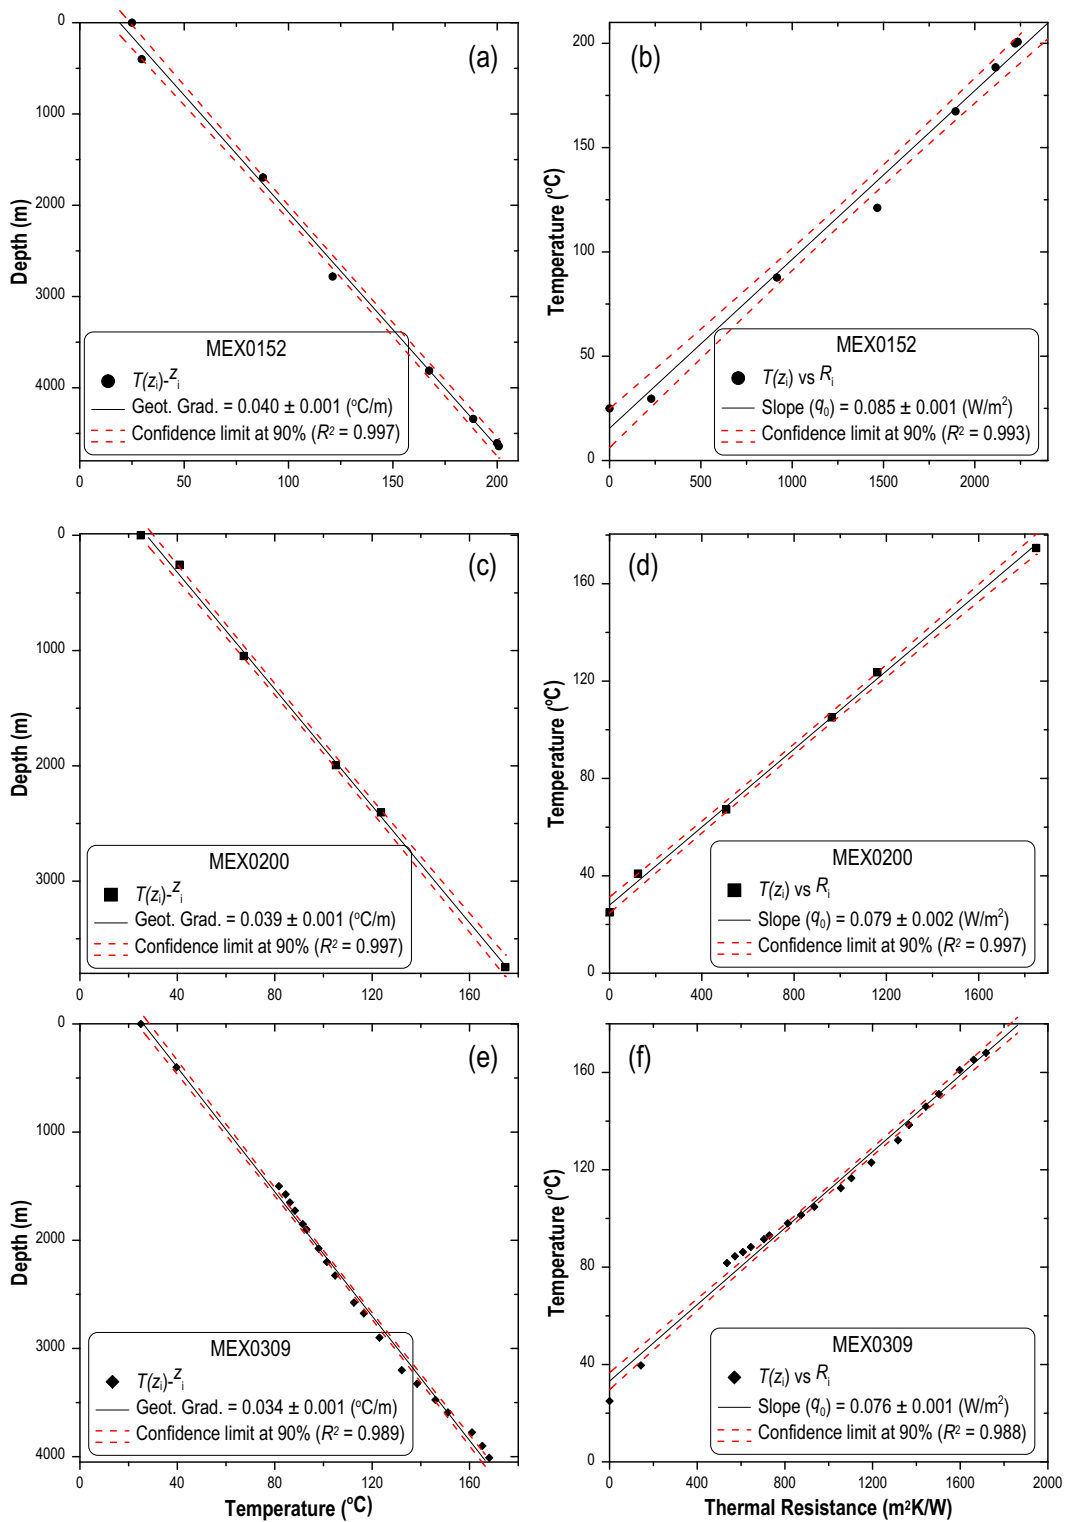 (a)
0
1000
2000
3000
4000
Depth (m)
MEX0152
T(zi)-zi
Geot. Grad. = 0.040 ± 0.001 (ºC/m)
Confidence limit at 90% (R² = 0.997)
0 50 100 150 200
(b)
200
150
100
50
0
Temperature (ºC)
MEX0152
T(zi) vs Ri
Slope (q0) = 0.085 ± 0.001 (W/m²)
Confidence limit at 90% (R² = 0.993)
0 500 1000 1500 2000
(c)
0
1000
2000
3000
Depth (m)
MEX0200
T(zi)-zi
Geot. Grad. = 0.039 ± 0.001 (ºC/m)
Confidence limit at 90% (R² = 0.997)
0 40 80 120 160
(d)
160
120
80
40
0
Temperature (ºC)
MEX0200
T(zi) vs Ri
Slope (q0) = 0.079 ± 0.002 (W/m²)
Confidence limit at 90% (R² = 0.997)
0 400 800 1200 1600
(e)
0
1000
2000
3000
4000
Depth (m)
MEX0309
T(zi)-zi
Geot. Grad. = 0.034 ± 0.001 (ºC/m)
Confidence limit at 90% (R² = 0.989)
0 40 80 120 160
Temperature (ºC)
(f)
160
120
80
40
0
Temperature (ºC)
MEX0309
T(zi) vs Ri
Slope (q0) = 0.076 ± 0.001 (W/m²)
Confidence limit at 90% (R² = 0.988)
0 400 800 1200 1600 2000
Thermal Resistance (m²K/W)